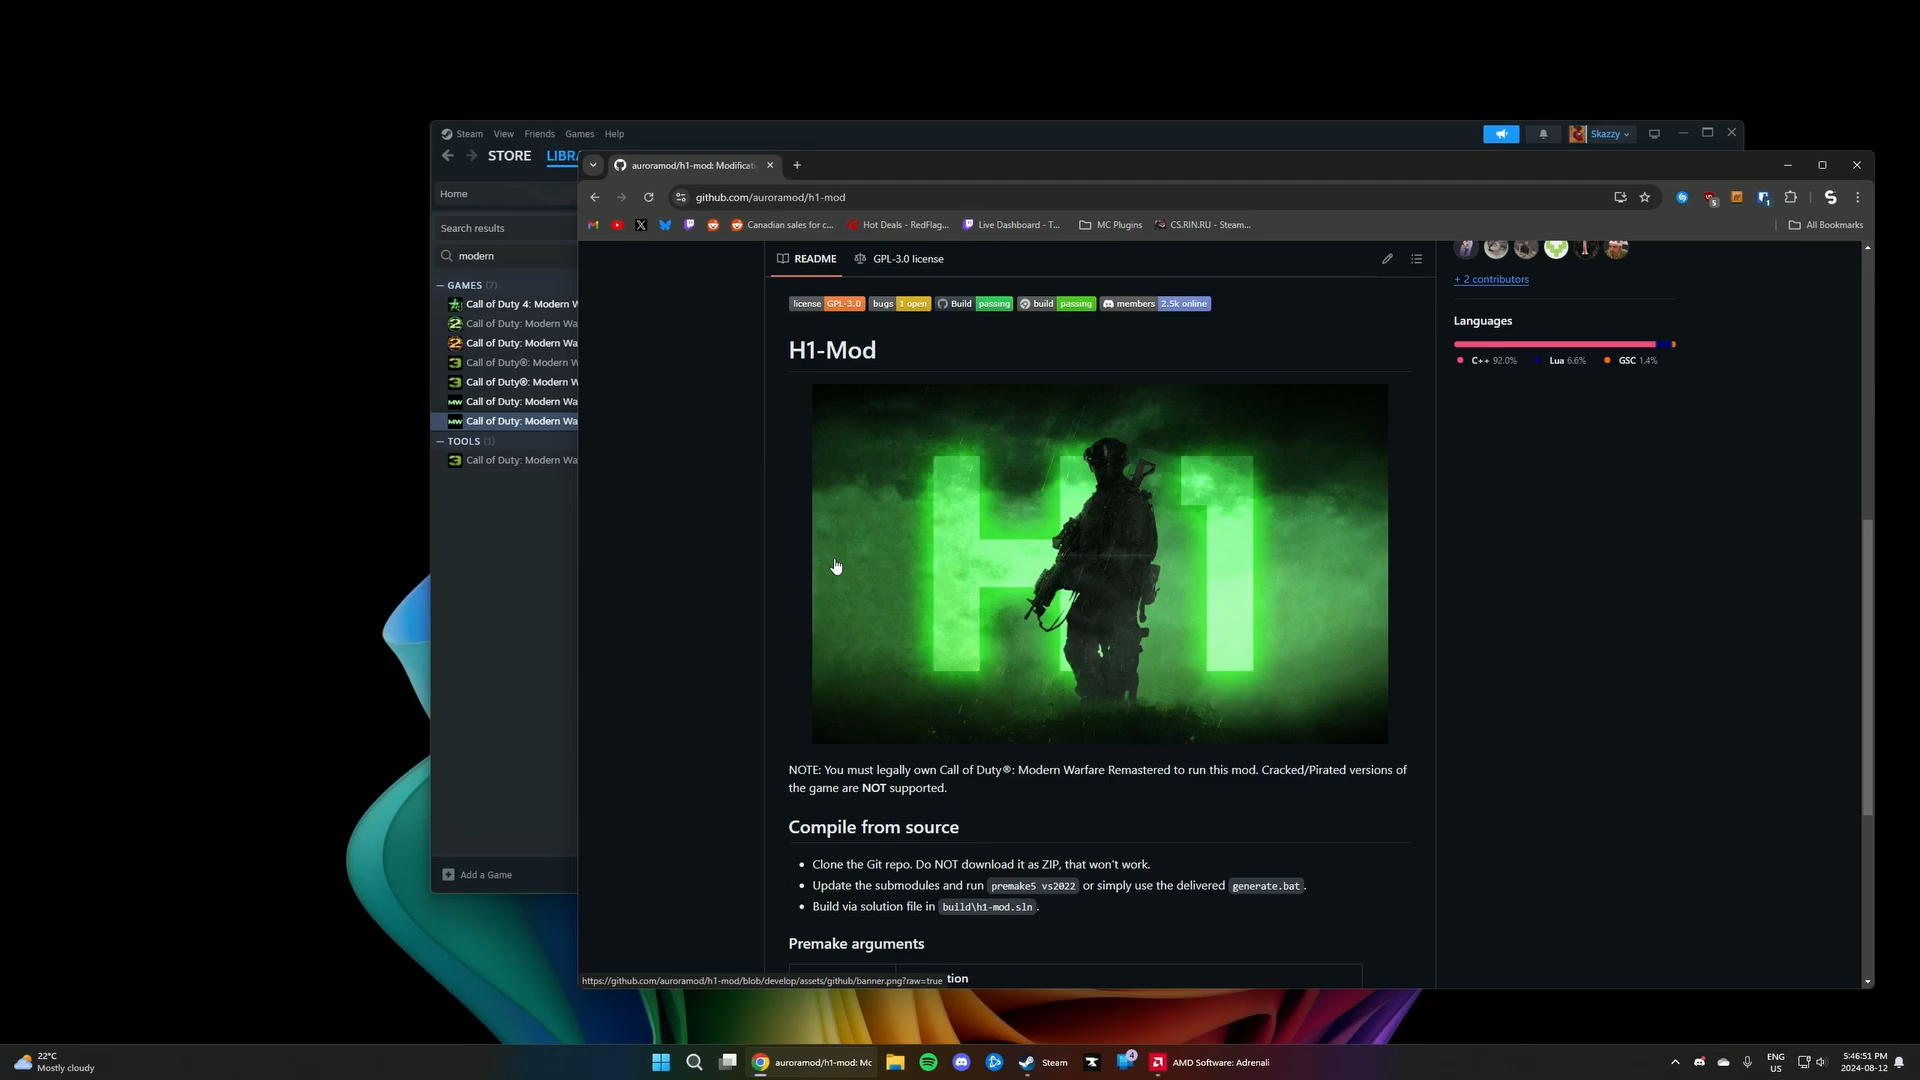 Steam View Friends Games Help
Skazzy
STORE LIBRA
auroramod/h1-mod: Modificati
Home
github.com/auroramod/h1-mod
Search results
Canadian sales for c... Hot Deals - RedFlag... Live Dashboard - T... MC Plugins CS.RIN.RU - Steam... All Bookmarks
modern
README GPL-3.0 license
+ 2 contributors
GAMES (7)
Call of Duty 4: Modern W
Call of Duty: Modern Wa
Call of Duty: Modern Wa
Call of Duty®: Modern W
Call of Duty®: Modern W
Call of Duty: Modern Wa
Call of Duty: Modern Wa
TOOLS (1)
Call of Duty: Modern Wa
Add a Game
license GPL-3.0 bugs 1 open Build passing build passing members 2.5k online
Languages
C++ 92.0% Lua 6.6% GSC 1.4%
H1-Mod
H1
NOTE: You must legally own Call of Duty®: Modern Warfare Remastered to run this mod. Cracked/Pirated versions of
the game are NOT supported.
Compile from source
• Clone the Git repo. Do NOT download it as ZIP, that won't work.
• Update the submodules and run premake5 vs2022 or simply use the delivered generate.bat.
• Build via solution file in build\h1-mod.sln.
Premake arguments
https://github.com/auroramod/h1-mod/blob/develop/assets/github/banner.png?raw=true tion
22°C
Mostly cloudy
auroramod/h1-mod: Mo
Steam
4
AMD Software: Adrenali
ENG
US
5:46:51 PM
2024-08-12